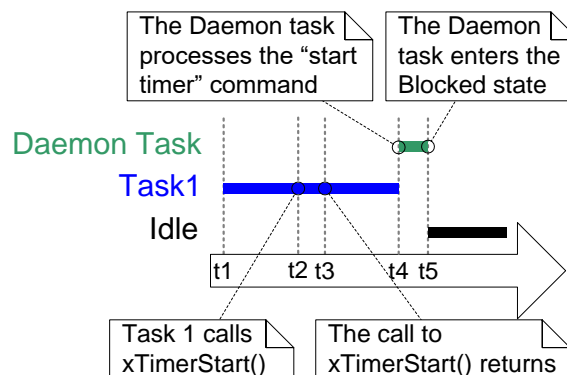 The Daemon task
processes the “start
timer” command
The Daemon
task enters the
Blocked state
Daemon Task
Task1
Idle
t1 t2 t3 t4 t5
Task 1 calls
xTimerStart()
The call to
xTimerStart() returns